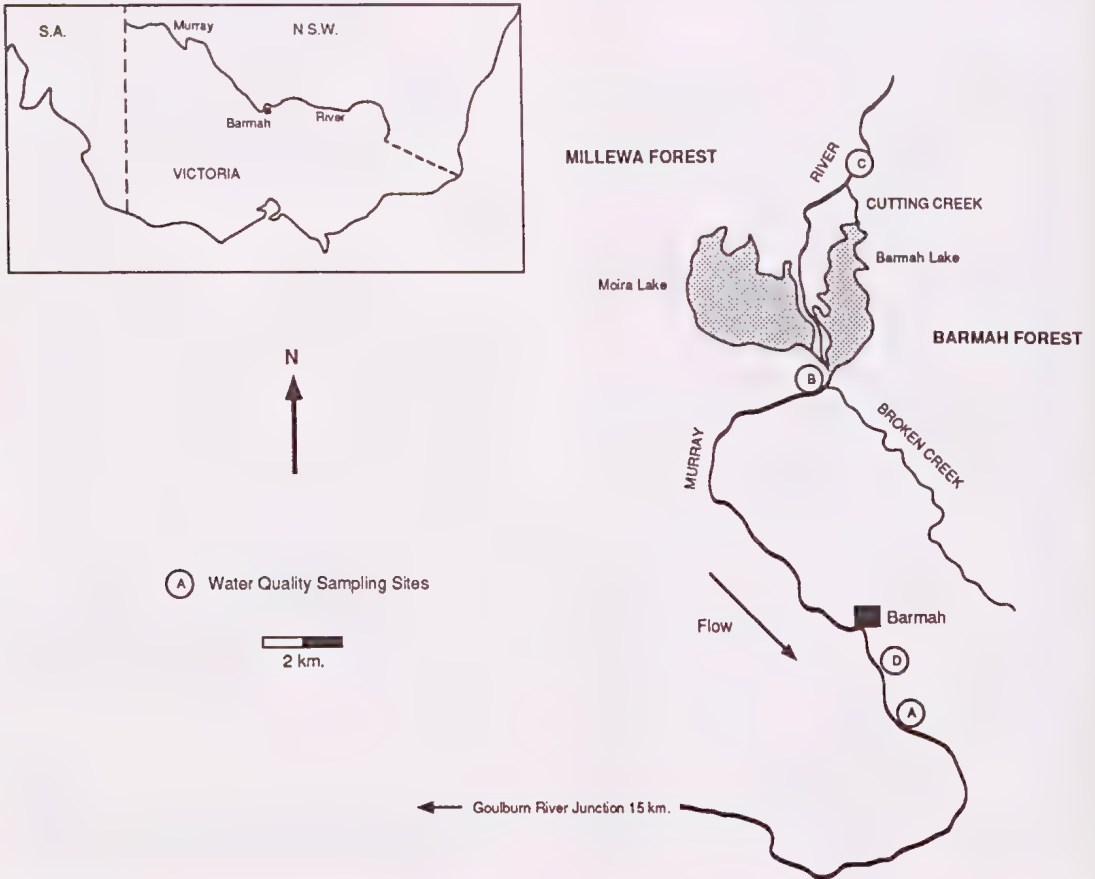 S.A.
Murray
N S.W.
Barmah
River
VICTORIA
MILLEWA FOREST
RIVER
C
CUTTING CREEK
Moira Lake
Barmah Lake
BARMAH FOREST
N
B
MURRAY
BROKEN CREEK
A Water Quality Sampling Sites
2 km.
Flow
Barmah
D
A
Goulburn River Junction 15 km.